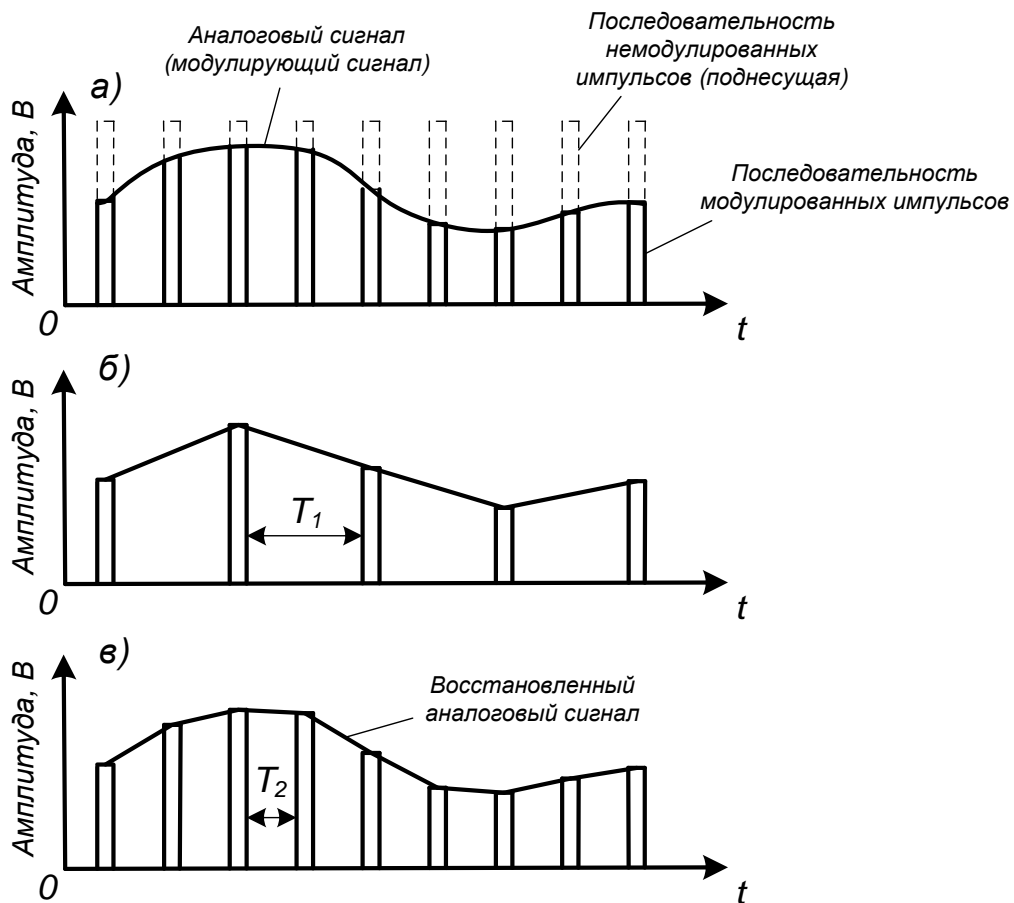 Аналоговый сигнал
(модулирующий сигнал)
Последовательность
немодулированных
импульсов (поднесущая)
а)
Амплитуда, В
Последовательность
модулированных импульсов
0
t
б)
Амплитуда, В
T1
0
t
в)
Амплитуда, В
Восстановленный
аналоговый сигнал
T2
0
t